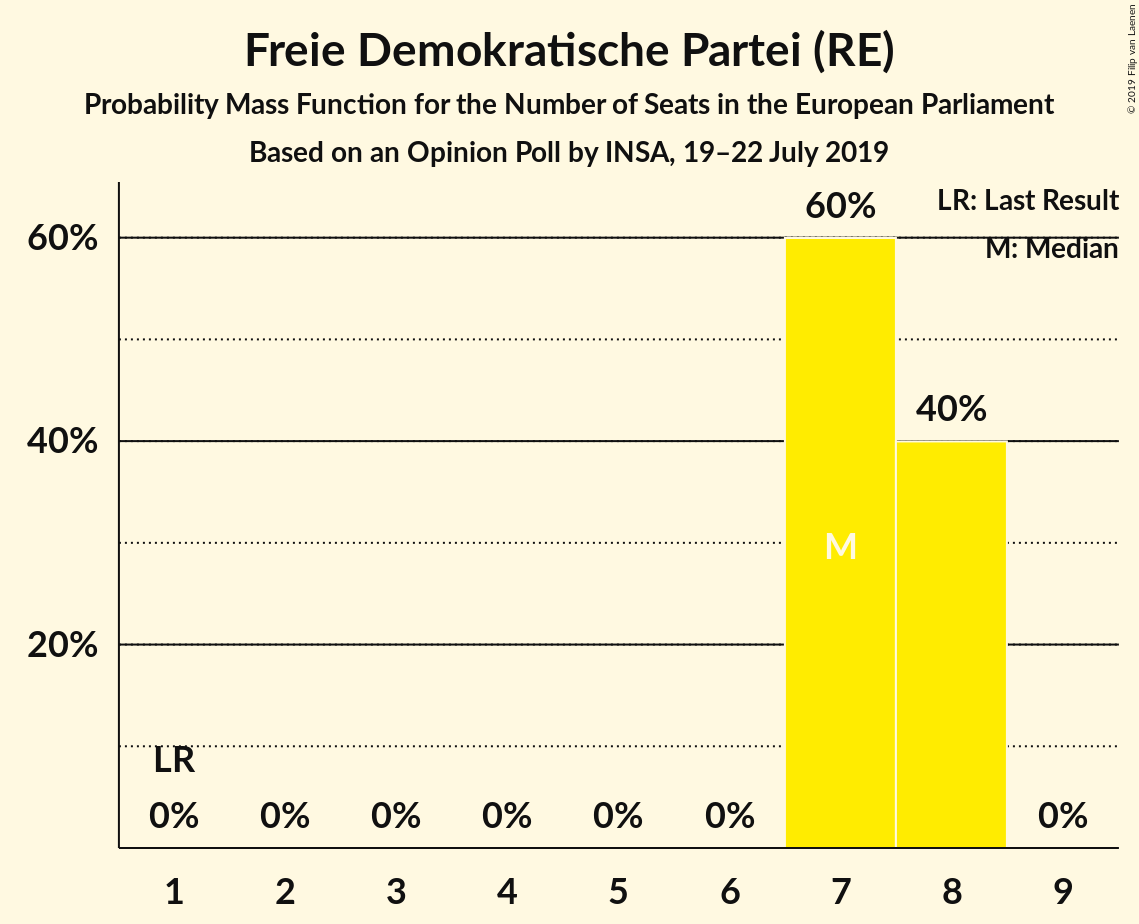 Freie Demokratische Partei (RE)
Probability Mass Function for the Number of Seats in the European Parliament
Based on an Opinion Poll by INSA, 19–22 July 2019
© 2019 Filip van Laenen
LR: Last Result
M: Median
60%
40%
20%
60%
40%
M
LR
0% 0% 0% 0% 0% 0% 0%
1 2 3 4 5 6 7 8 9